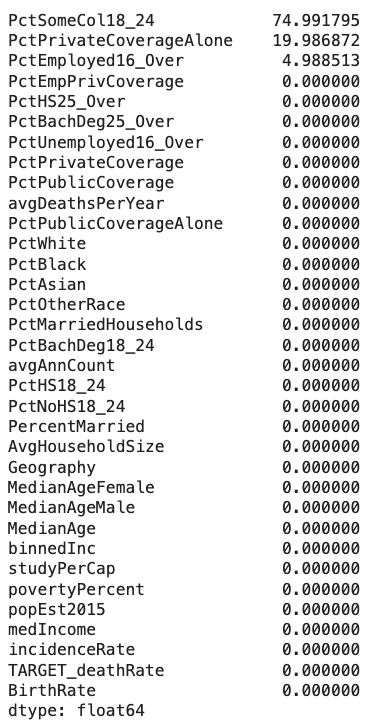 PctSomeCol18_24 74.991795
PctPrivateCoverageAlone 19.986872
PctEmployed16_Over 4.988513
PctEmpPrivCoverage 0.000000
PctHS25_Over 0.000000
PctBachDeg25_Over 0.000000
PctUnemployed16_Over 0.000000
PctPrivateCoverage 0.000000
PctPublicCoverage 0.000000
avgDeathsPerYear 0.000000
PctPublicCoverageAlone 0.000000
PctWhite 0.000000
PctBlack 0.000000
PctAsian 0.000000
PctOtherRace 0.000000
PctMarriedHouseholds 0.000000
PctBachDeg18_24 0.000000
avgAnnCount 0.000000
PctHS18_24 0.000000
PctNoHS18_24 0.000000
PercentMarried 0.000000
AvgHouseholdSize 0.000000
Geography 0.000000
MedianAgeFemale 0.000000
MedianAgeMale 0.000000
MedianAge 0.000000
binnedInc 0.000000
studyPerCap 0.000000
povertyPercent 0.000000
popEst2015 0.000000
medIncome 0.000000
incidenceRate 0.000000
TARGET_deathRate 0.000000
BirthRate 0.000000
dtype: float64